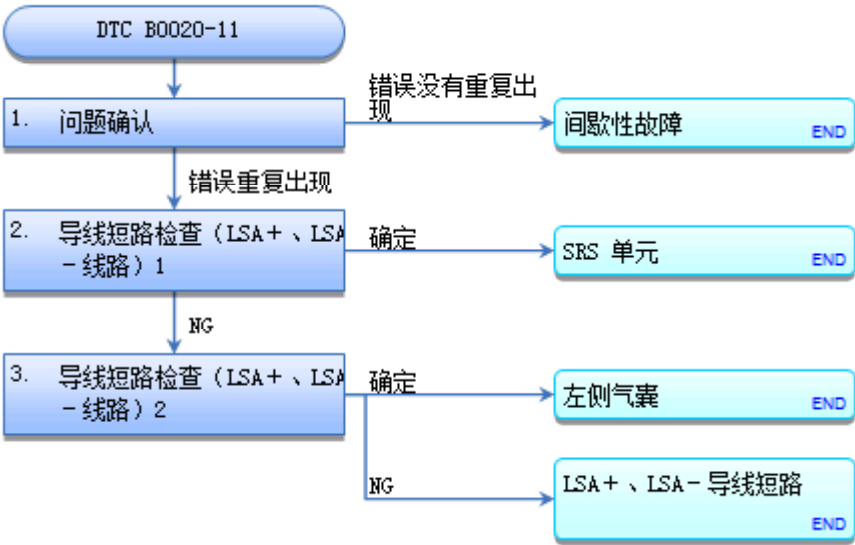 DTC B0020-11
错误没有重复出
现
1. 问题确认
间歇性故障
END
错误重复出现
2. 导线短路检查（LSA＋、LSA
－线路）1
确定
SRS 单元
END
NG
3. 导线短路检查（LSA＋、LSA
－线路）2
确定
左侧气囊
END
NG
LSA＋、LSA－导线短路
END